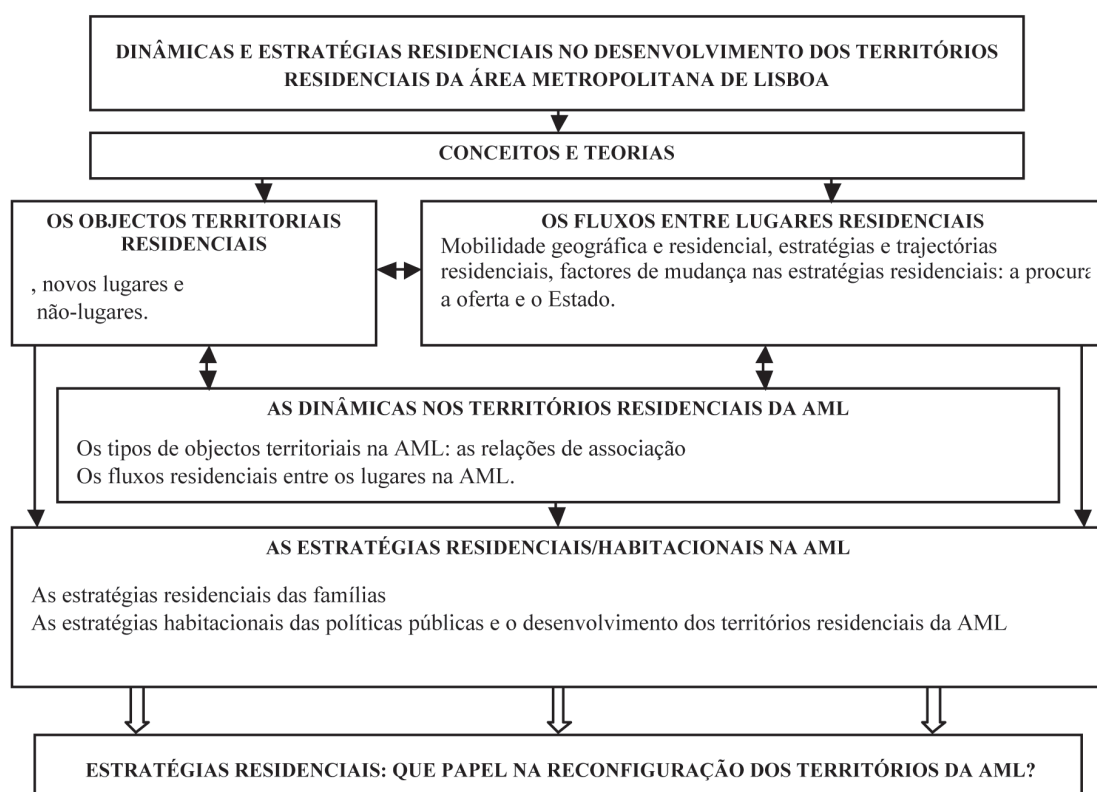 DINÂMICAS E ESTRATÉGIAS RESIDENCIAIS NO DESENVOLVIMENTO DOS TERRITÓRIOS
RESIDENCIAIS DA ÁREA METROPOLITANA DE LISBOA
CONCEITOS E TEORIAS
OS OBJECTOS TERRITORIAIS
RESIDENCIAIS
, novos lugares e
não-lugares.
OS FLUXOS ENTRE LUGARES RESIDENCIAIS
Mobilidade geográfica e residencial, estratégias e trajectórias
residenciais, factores de mudança nas estratégias residenciais: a procura
a oferta e o Estado.
AS DINÂMICAS NOS TERRITÓRIOS RESIDENCIAIS DA AML
Os tipos de objectos territoriais na AML: as relações de associação
Os fluxos residenciais entre os lugares na AML.
AS ESTRATÉGIAS RESIDENCIAIS/HABITACIONAIS NA AML
As estratégias residenciais das famílias
As estratégias habitacionais das políticas públicas e o desenvolvimento dos territórios residenciais da AML
ESTRATÉGIAS RESIDENCIAIS: QUE PAPEL NA RECONFIGURAÇÃO DOS TERRITÓRIOS DA AML?